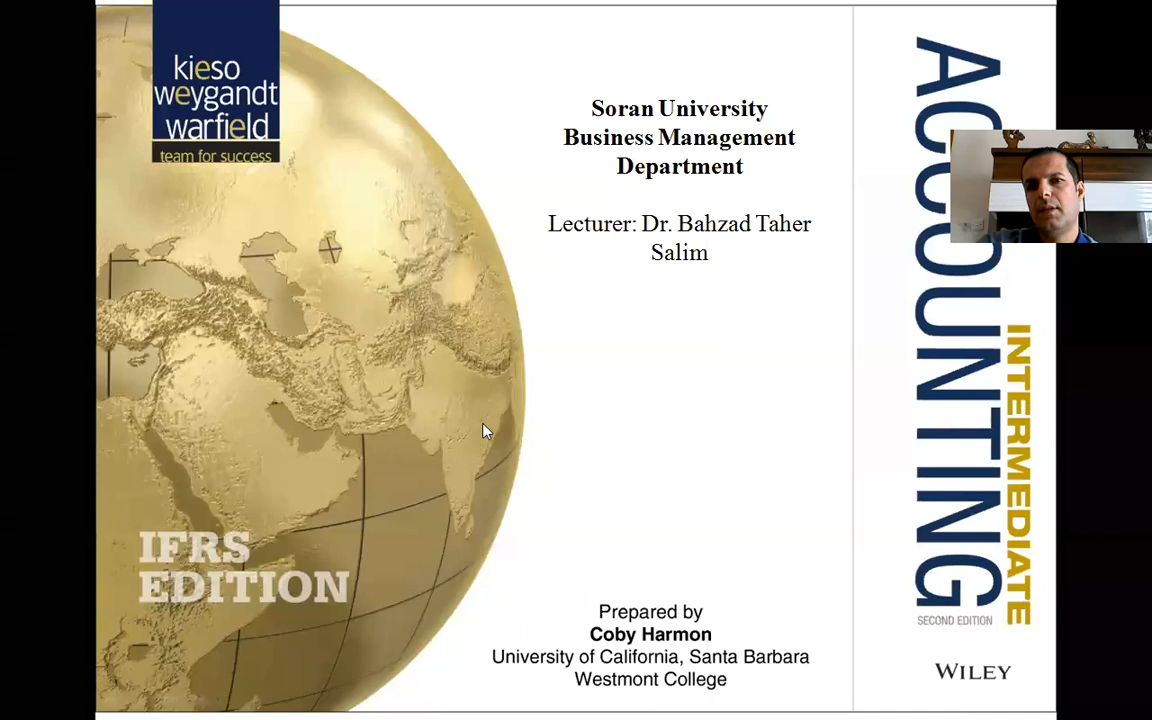 kieso
weygandt
warfield
team for success
Soran University
Business Management
Department
Lecturer: Dr. Bahzad Taher
Salim
IFRS
EDITION
Prepared by
Coby Harmon
University of California, Santa Barbara
Westmont College
ACCOUNTING
INTERMEDIATE
SECOND EDITION
WILEY